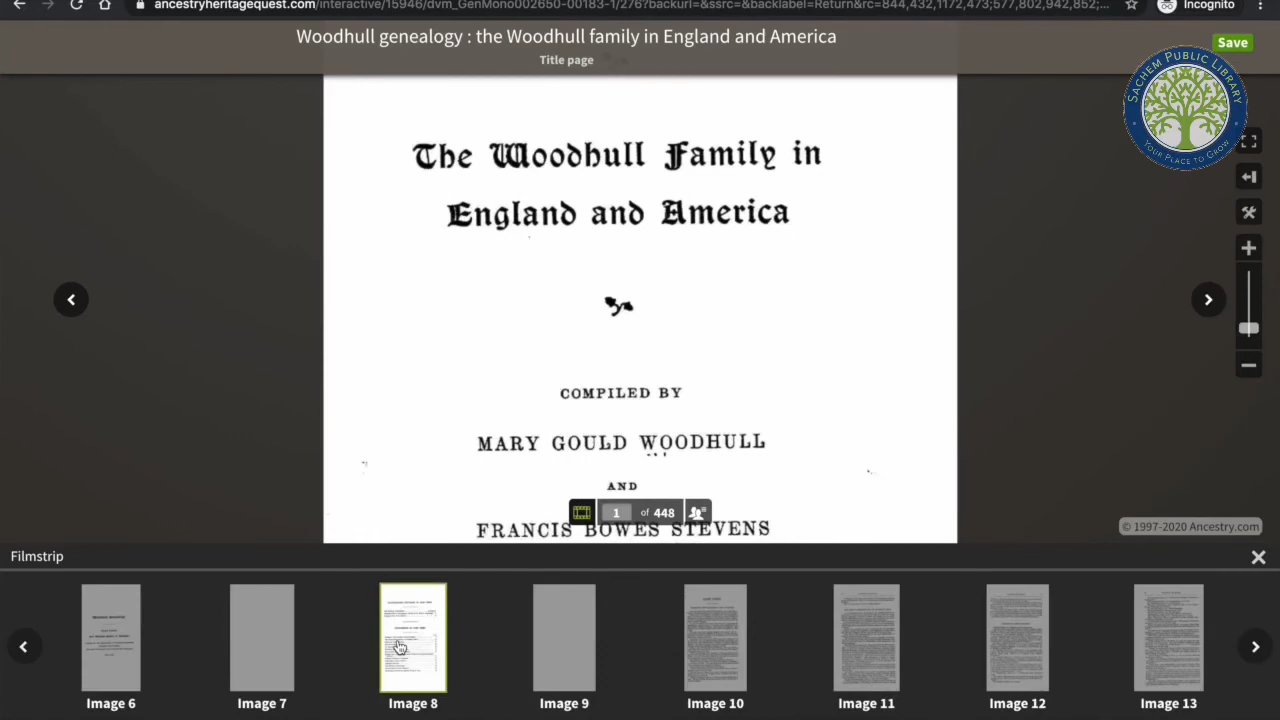 ancestryheritagequest.com/interactive/15946/dvm_GenMono002650-00183-1/276?backurl=&ssrc=&backlabel=Return&rc=844,432,1172,473;577,802,942,852;...
Incognito
Woodhull genealogy : the Woodhull family in England and America
Title page
Save
SACHEM PUBLIC LIBRARY
YOUR PLACE TO GROW
The Woodhull Family in
England and America
COMPILED BY
MARY GOULD WOODHULL
AND
1 of 448
FRANCIS BOWES STEVENS
© 1997-2020 Ancestry.com
Filmstrip
Image 6
Image 7
Image 8
Image 9
Image 10
Image 11
Image 12
Image 13